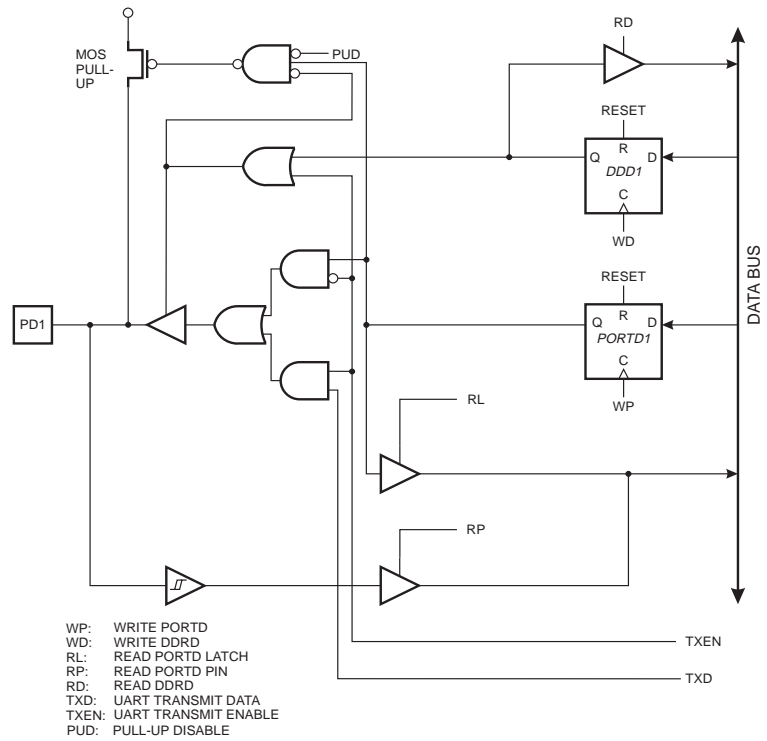 RD
MOS
PULL-
UP
PUD
RESET
R
Q
D
DDD1
C
WD
RESET
R
Q
D
PORTD1
C
WP
DATA BUS
PD1
RL
RP
TXEN
TXD
WP: WRITE PORTD
WD: WRITE DDRD
RL: READ PORTD LATCH
RP: READ PORTD PIN
RD: READ DDRD
TXD: UART TRANSMIT DATA
TXEN: UART TRANSMIT ENABLE
PUD: PULL-UP DISABLE